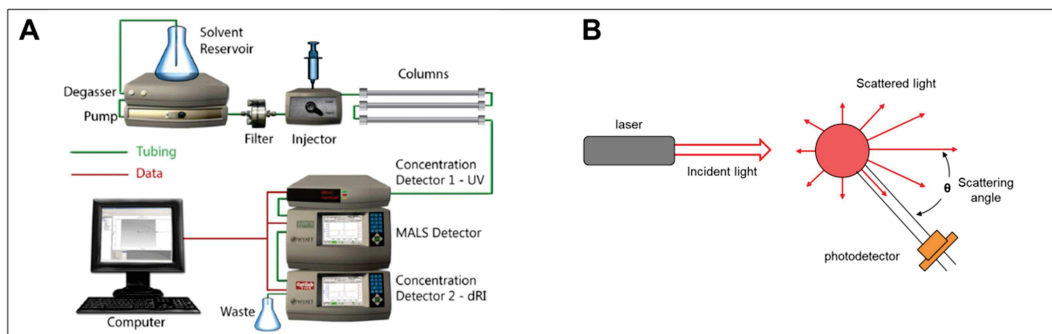 A
Solvent
Reservoir
Degasser
Pump
Filter
Injector
Columns
Tubing
Data
Concentration
Detector 1 - UV
MALS Detector
Concentration
Detector 2 - dRI
Waste
Computer
B
Scattered light
laser
Incident light
θ
Scattering
angle
photodetector